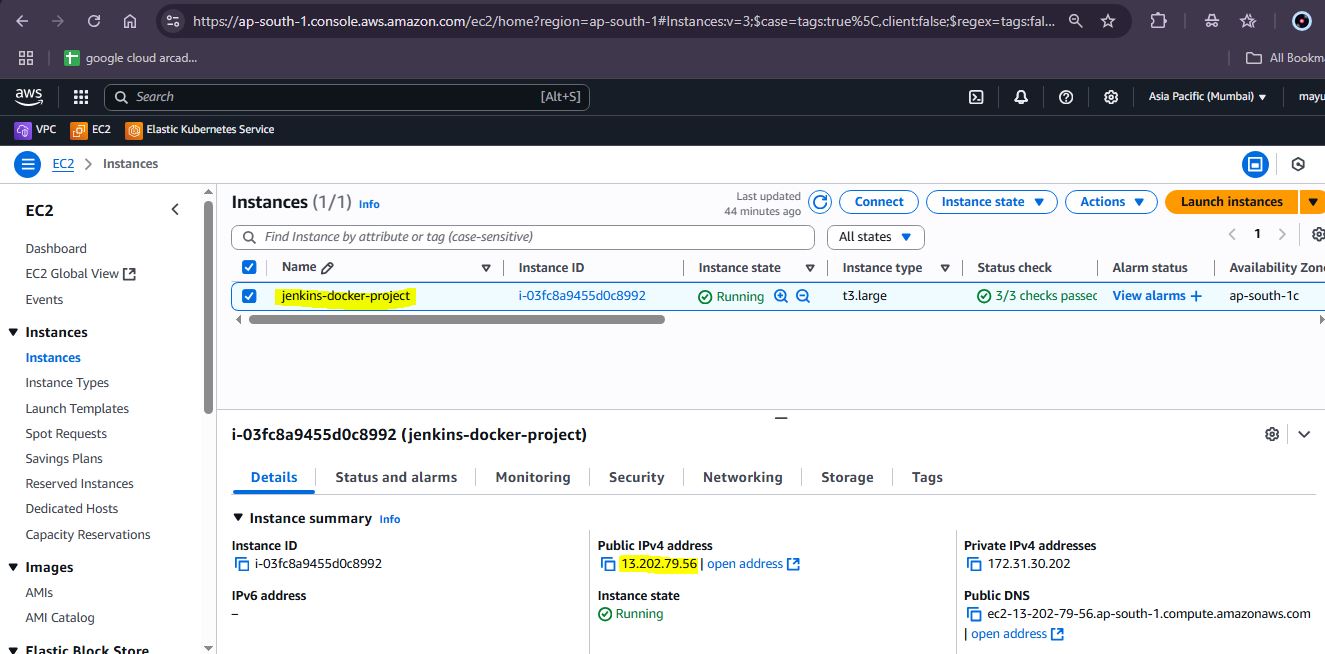 https://ap-south-1.console.aws.amazon.com/ec2/home?region=ap-south-1#Instances:v=3;$case=tags:true%5C,client:false;$regex=tags:fal...
google cloud arcad...
All Bookm
aws
Search [Alt+S]
Asia Pacific (Mumbai) mayu
VPC EC2 Elastic Kubernetes Service
EC2 Instances
EC2
Dashboard
EC2 Global View
Events
Instances
Instances
Instance Types
Launch Templates
Spot Requests
Savings Plans
Reserved Instances
Dedicated Hosts
Capacity Reservations
Images
AMIs
AMI Catalog
Elastic Block Store
Instances (1/1) Info
Last updated
44 minutes ago
Connect Instance state Actions Launch instances
Find Instance by attribute or tag (case-sensitive) All states 1
Name Instance ID Instance state Instance type Status check Alarm status Availability Zone
jenkins-docker-project i-03fc8a9455d0c8992 Running t3.large 3/3 checks passec View alarms + ap-south-1c
i-03fc8a9455d0c8992 (jenkins-docker-project)
Details Status and alarms Monitoring Security Networking Storage Tags
Instance summary Info
Instance ID
i-03fc8a9455d0c8992
IPv6 address
–
Public IPv4 address
13.202.79.56 | open address
Instance state
Running
Private IPv4 addresses
172.31.30.202
Public DNS
ec2-13-202-79-56.ap-south-1.compute.amazonaws.com
| open address